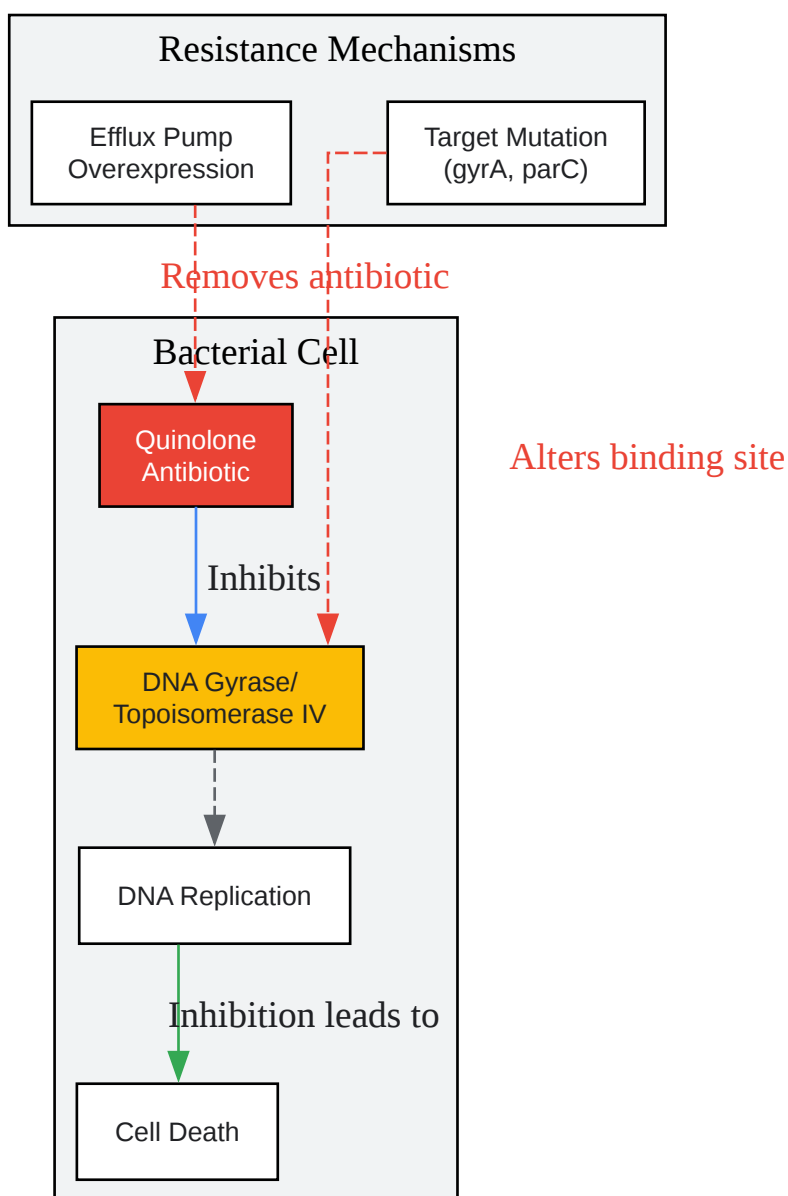 Resistance Mechanisms
Efflux Pump
Overexpression
Target Mutation
(gyrA, parC)
Removes antibiotic
Bacterial Cell
Quinolone
Antibiotic
Alters binding site
Inhibits
DNA Gyrase/
Topoisomerase IV
DNA Replication
Inhibition leads to
Cell Death